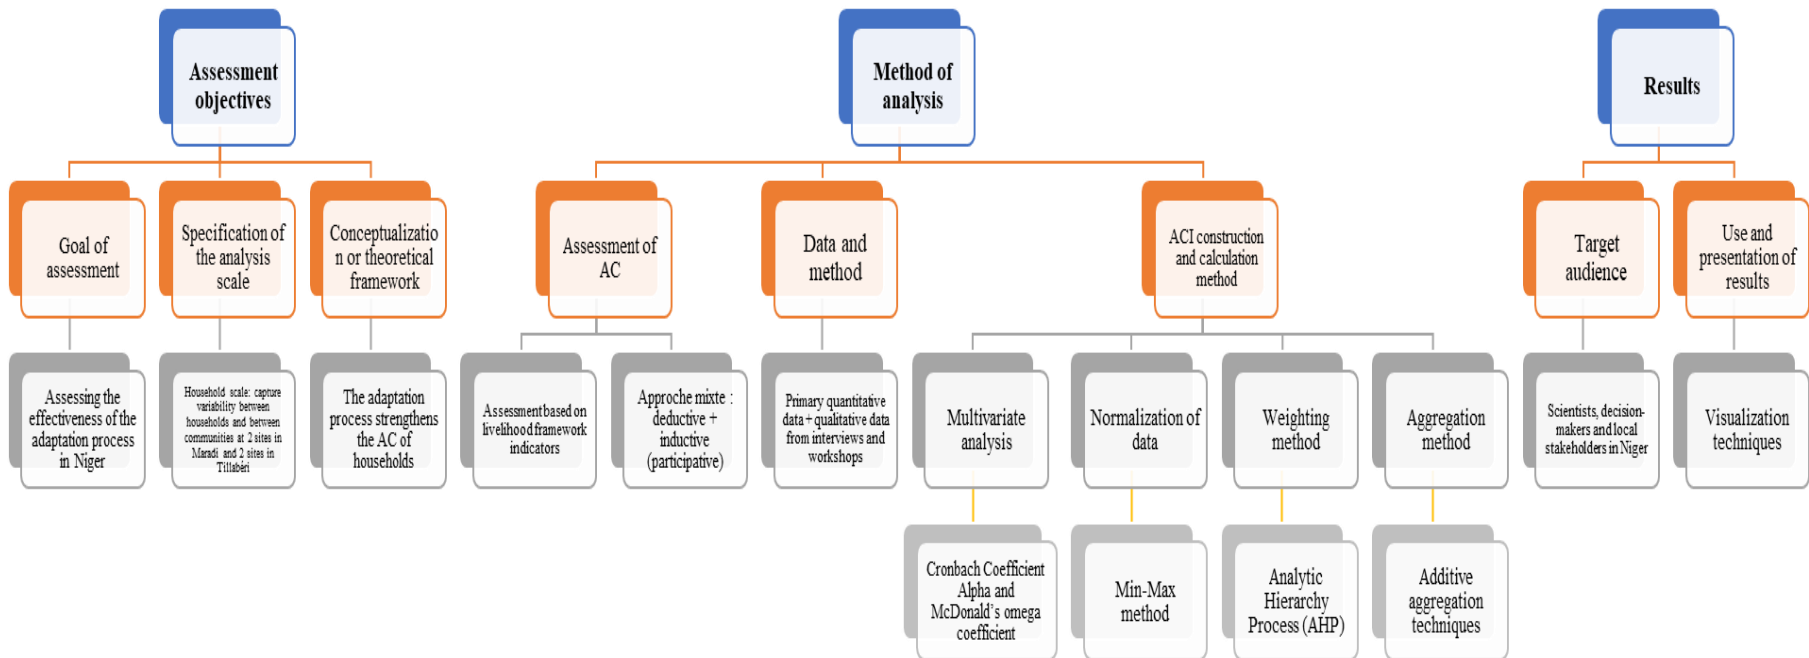 Assessment
objectives
Method of
analysis
Results
Goal of
assessment
Specification of
the analysis
scale
Conceptualizatio
n or theoretical
framework
Assessment of
AC
Data and
method
ACI construction
and calculation
method
Target
audience
Use and
presentation of
results
Assessing the
effectiveness of the
adaptation process
in Niger
Household scale: capture
variability between
households and between
communities at 2 sites in
Maradi and 2 sites in
Tillabéri
The adaptation
process strengthens
the AC of
households
Assessment based on
livelihood framework
indicators
Approche mixte :
deductive +
inductive
(participative)
Primary quantitative
data + qualitative data
from interviews and
workshops
Multivariate
analysis
Normalization of
data
Weighting
method
Aggregation
method
Scientists, decision-
makers and local
stakeholders in Niger
Visualization
techniques
Cronbach Coefficient
Alpha and
McDonald's omega
coefficient
Min-Max
method
Analytic
Hierarchy
Process (AHP)
Additive
aggregation
techniques